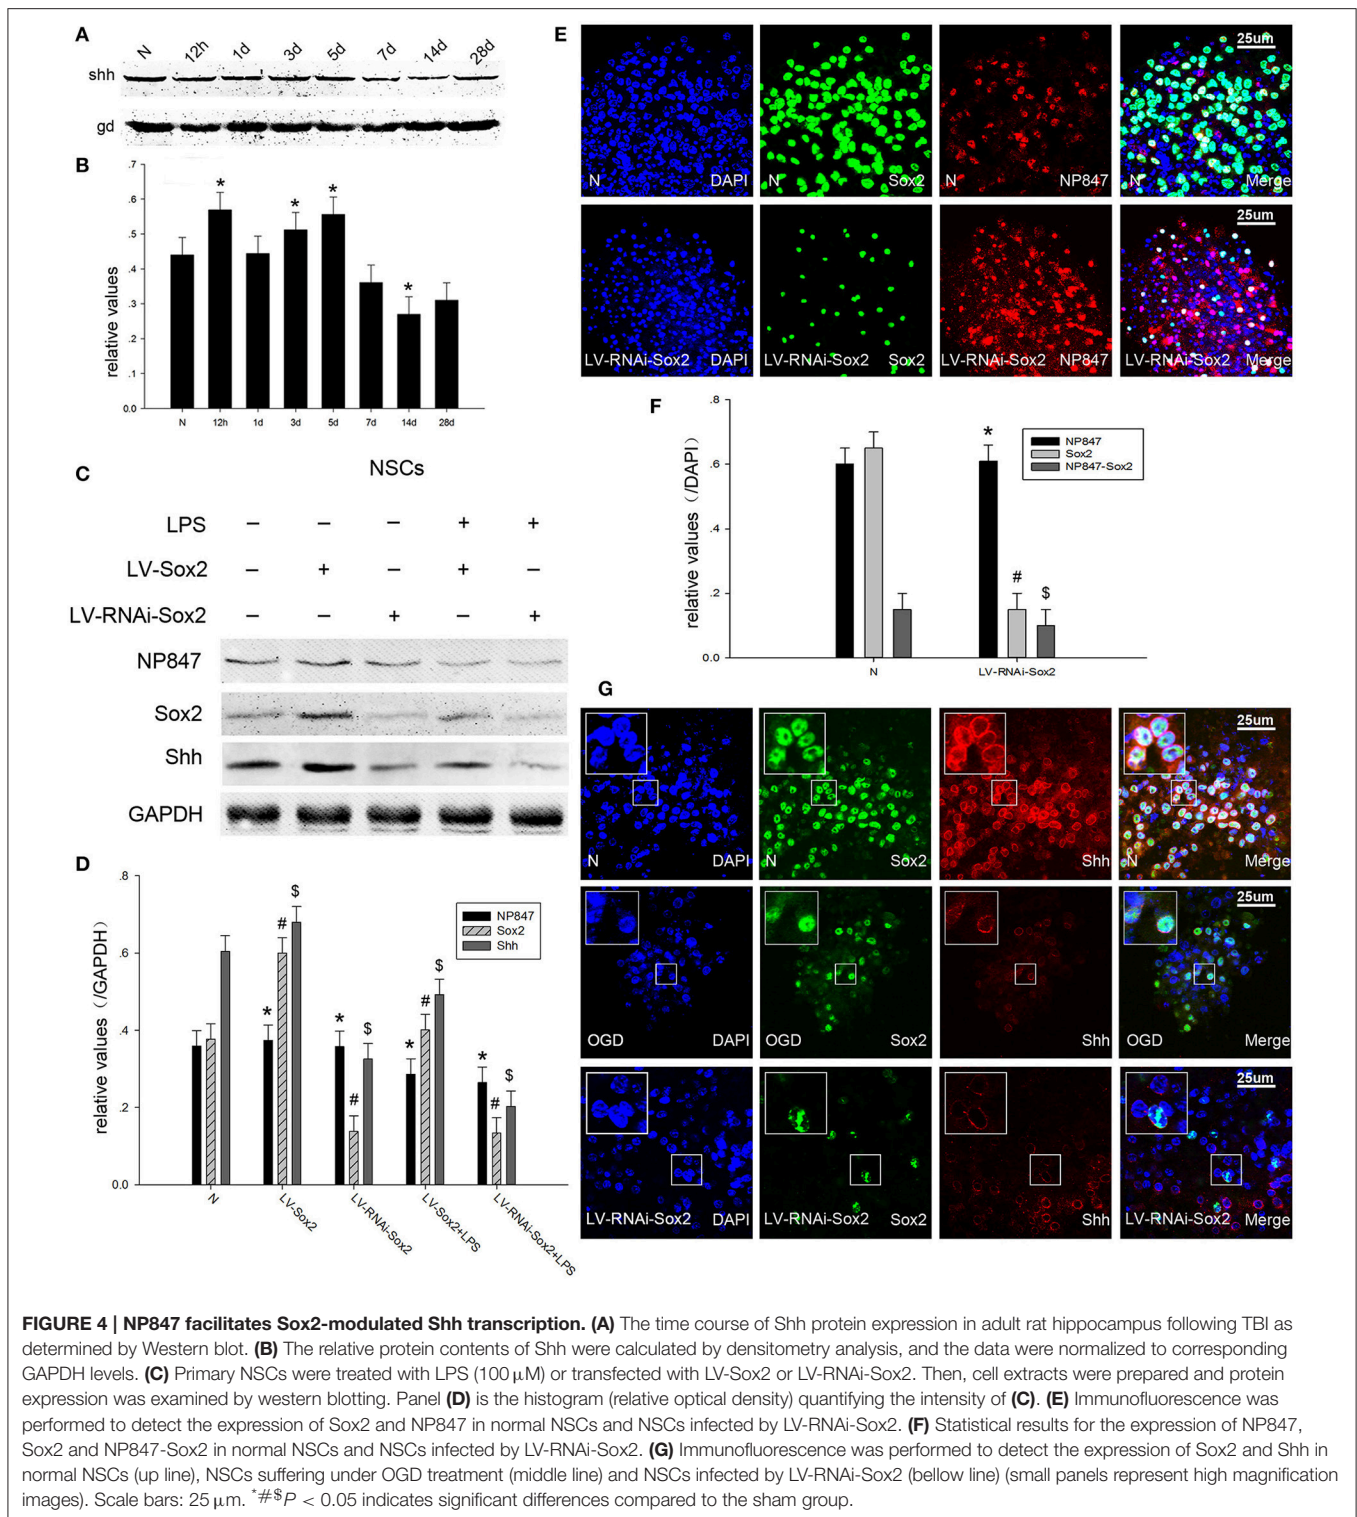 A
N 12h 1d 3d 5d 7d 14d 28d
shh
gd
B
.7
.6
.5
.4
.3
.2
.1
0.0
relative values
* * * *
N 12h 1d 3d 5d 7d 14d 28d
C
NSCs
LPS − − − + +
LV-Sox2 − + − + −
LV-RNAi-Sox2 − − + − +
NP847
Sox2
Shh
GAPDH
D
.8
.6
.4
.2
0.0
relative values (/GAPDH)
NP847
Sox2
Shh
* # $
* # $
* # $
* # $
N LV-Sox2 LV-RNAi-Sox2 LV-Sox2+LPS LV-RNAi-Sox2+LPS
E
25um
N DAPI N Sox2 N NP847 N Merge
25um
LV-RNAi-Sox2 DAPI LV-RNAi-Sox2 Sox2 LV-RNAi-Sox2 NP847 LV-RNAi-Sox2 Merge
F
.8
.6
.4
.2
0.0
relative values (/DAPI)
NP847
Sox2
NP847-Sox2
* # $
N LV-RNAi-Sox2
G
25um
N DAPI N Sox2 Shh N Merge
25um
OGD DAPI OGD Sox2 Shh OGD Merge
25um
LV-RNAi-Sox2 DAPI LV-RNAi-Sox2 Sox2 Shh LV-RNAi-Sox2 Merge
FIGURE 4 | NP847 facilitates Sox2-modulated Shh transcription. (A) The time course of Shh protein expression in adult rat hippocampus following TBI as
determined by Western blot. (B) The relative protein contents of Shh were calculated by densitometry analysis, and the data were normalized to corresponding
GAPDH levels. (C) Primary NSCs were treated with LPS (100 μM) or transfected with LV-Sox2 or LV-RNAi-Sox2. Then, cell extracts were prepared and protein
expression was examined by western blotting. Panel (D) is the histogram (relative optical density) quantifying the intensity of (C). (E) Immunofluorescence was
performed to detect the expression of Sox2 and NP847 in normal NSCs and NSCs infected by LV-RNAi-Sox2. (F) Statistical results for the expression of NP847,
Sox2 and NP847-Sox2 in normal NSCs and NSCs infected by LV-RNAi-Sox2. (G) Immunofluorescence was performed to detect the expression of Sox2 and Shh in
normal NSCs (up line), NSCs suffering under OGD treatment (middle line) and NSCs infected by LV-RNAi-Sox2 (bellow line) (small panels represent high magnification
images). Scale bars: 25 μm. *#$P < 0.05 indicates significant differences compared to the sham group.